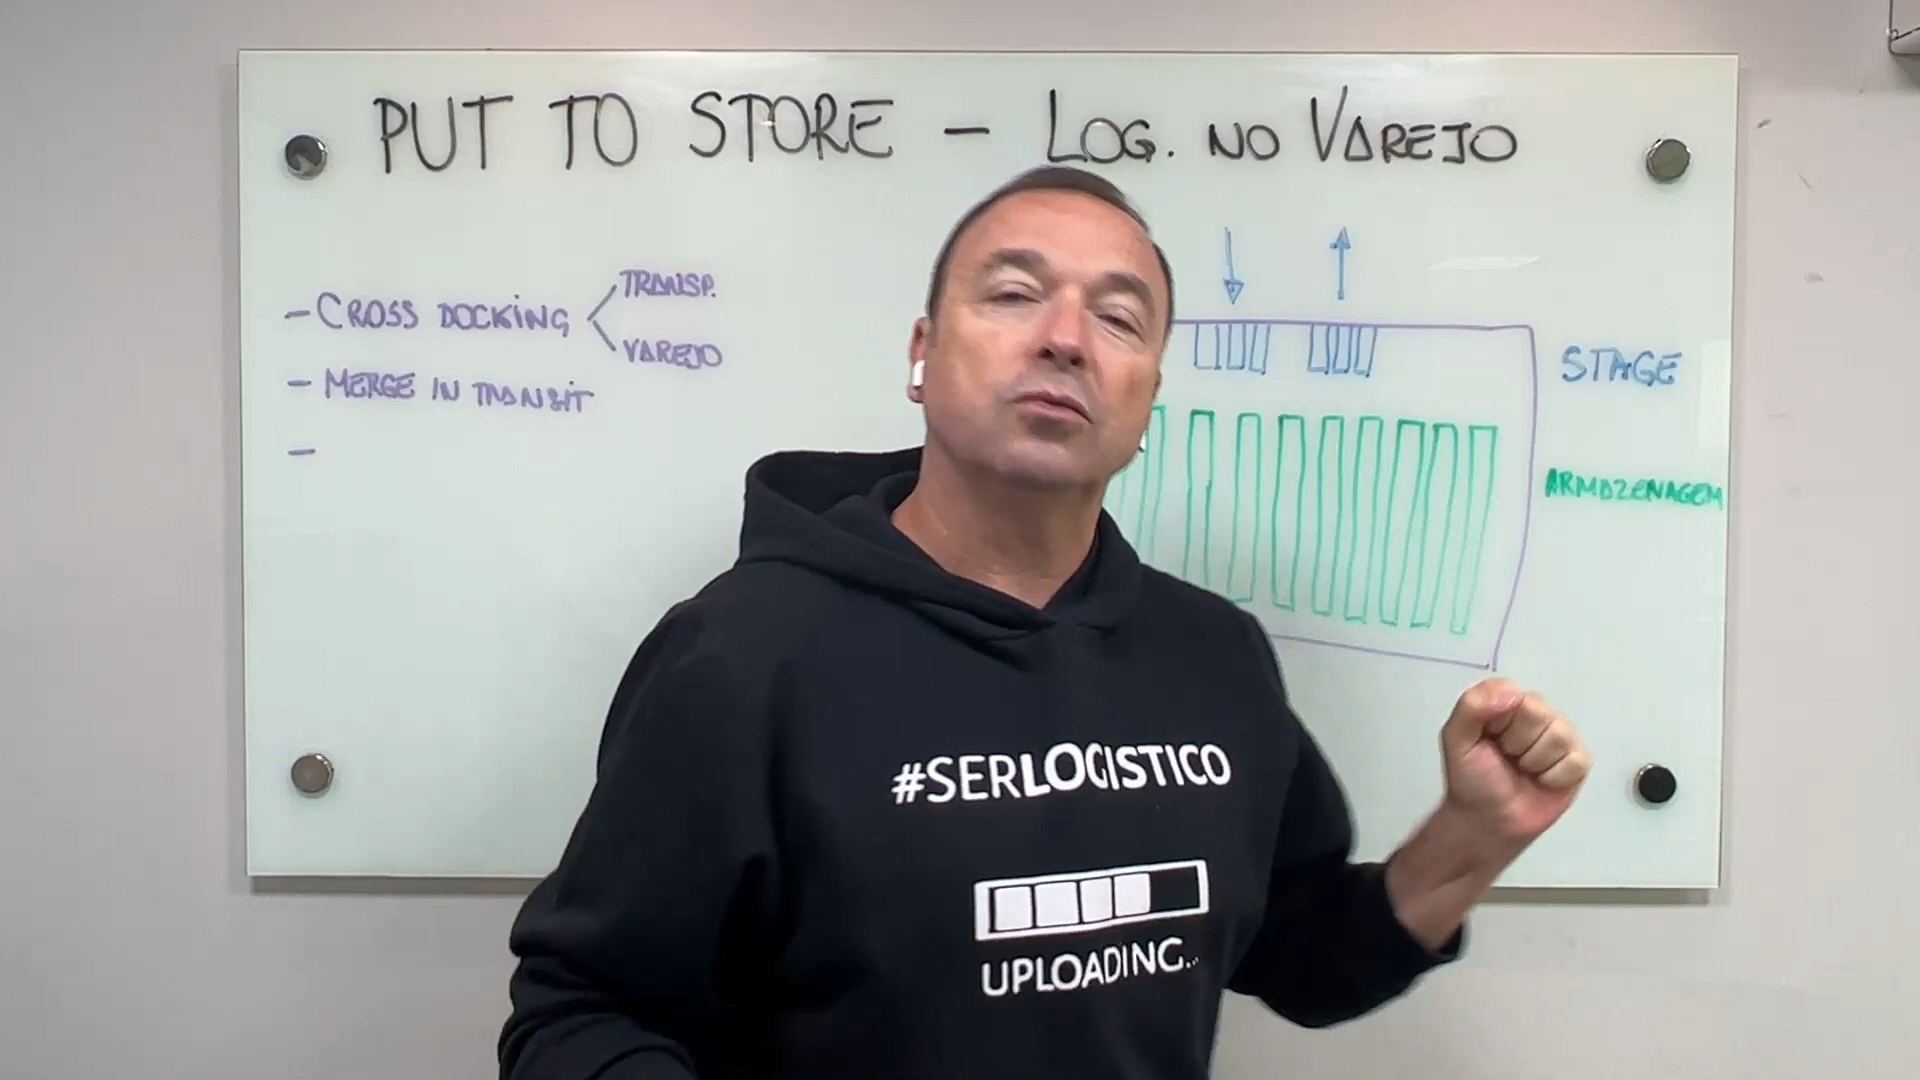 PUT TO STORE - LOG. NO VAREJO
- CROSS DOCKING
TRANSP.
VAREJO
- MERGE IN TRANSIT
-
STAGE
ARMAZENAGEM
#SERLOGISTICO
UPLOADING...